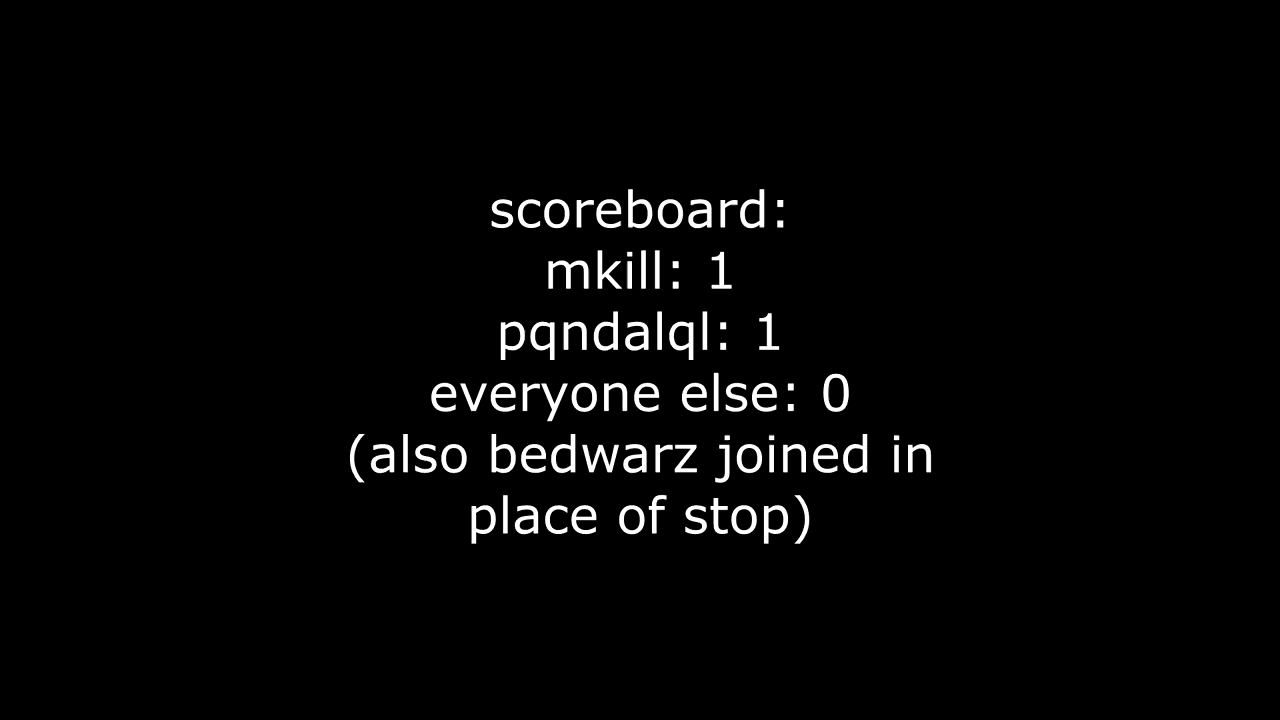 scoreboard:
mkill: 1
pqndalql: 1
everyone else: 0
(also bedwarz joined in
place of stop)